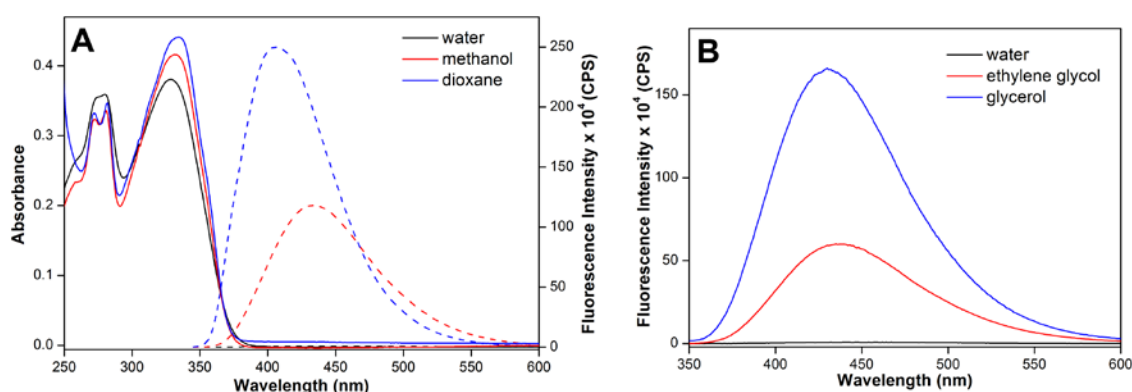 A
water
methanol
dioxane
Absorbance
0.4
0.3
0.2
0.1
0.0
250
200
150
100
50
0
Fluorescence Intensity x 10⁴ (CPS)
250 300 350 400 450 500 550 600
Wavelength (nm)
B
water
ethylene glycol
glycerol
Fluorescence Intensity x 10⁴ (CPS)
150
100
50
0
350 400 450 500 550 600
Wavelength (nm)